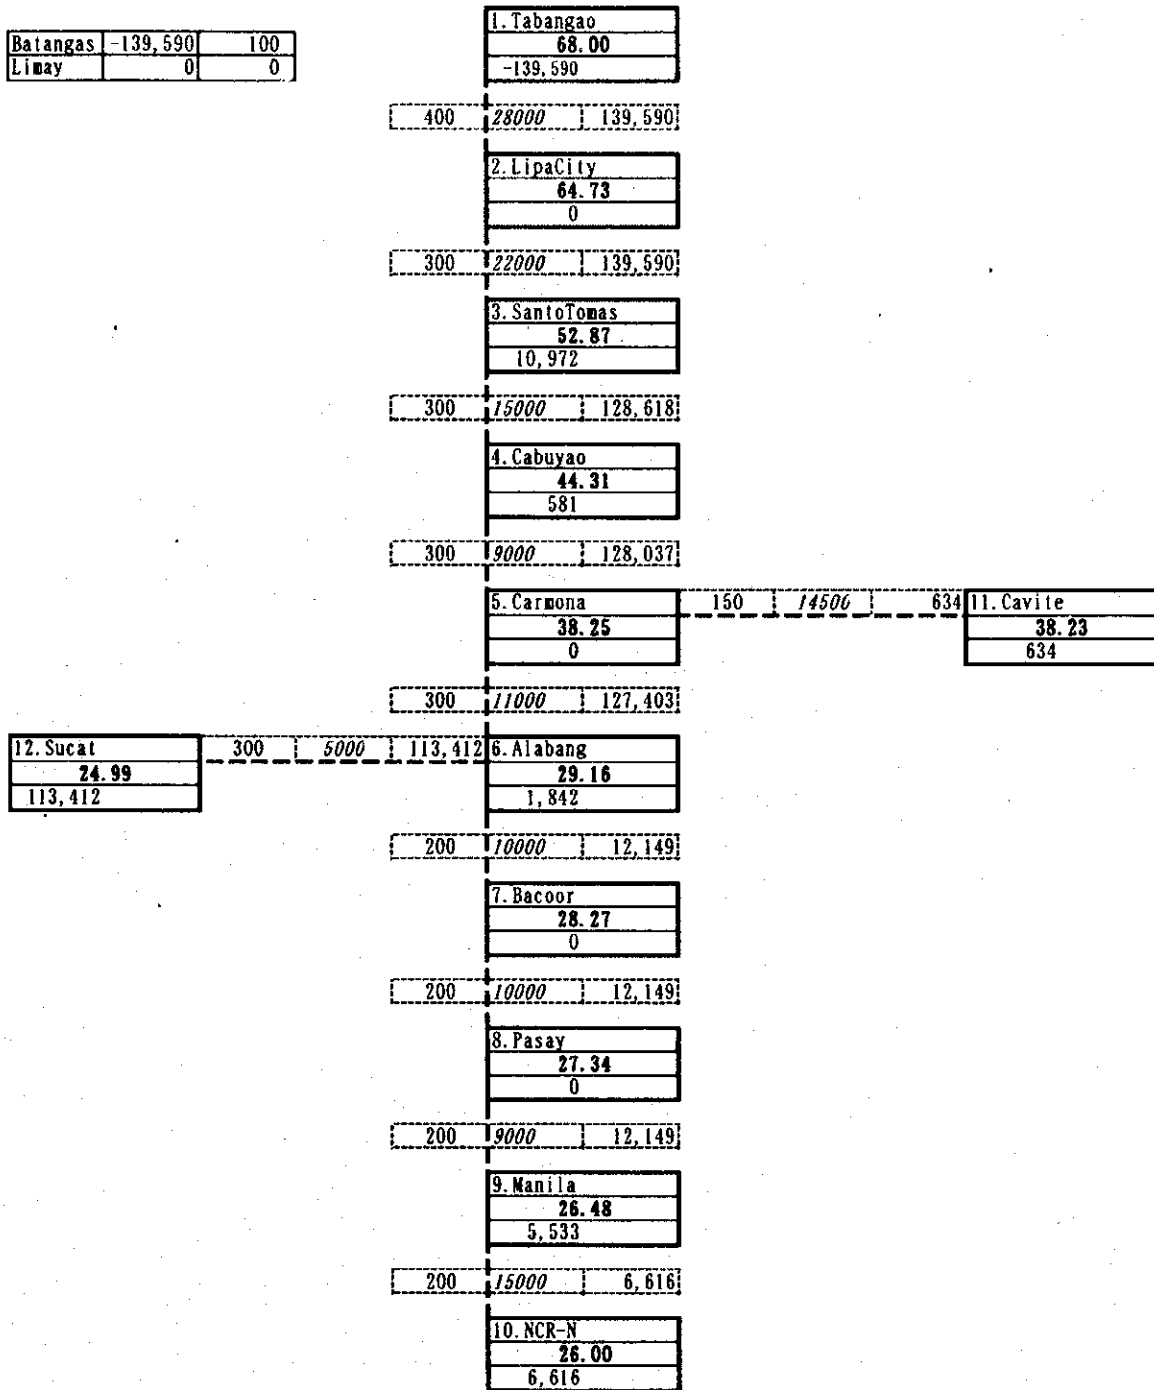 1. Tabangao
68.00
-139,590
Batangas -139,590 100
Limay 0 0
400 28000 139,590
2. LipaCity
64.73
0
300 22000 139,590
3. SantoTomas
52.87
10,972
300 15000 128,618
4. Cabuyao
44.31
581
300 9000 128,037
5. Carmona 150 14500 634 11. Cavite
38.25 38.23
0 634
300 11000 127,403
12. Sucat 300 5000 113,412 6. Alabang
24.99 29.16
113,412 1,842
200 10000 12,149
7. Bacoor
28.27
0
200 10000 12,149
8. Pasay
27.34
0
200 9000 12,149
9. Manila
26.48
5,533
200 15000 6,616
10. NCR-N
26.00
6,616